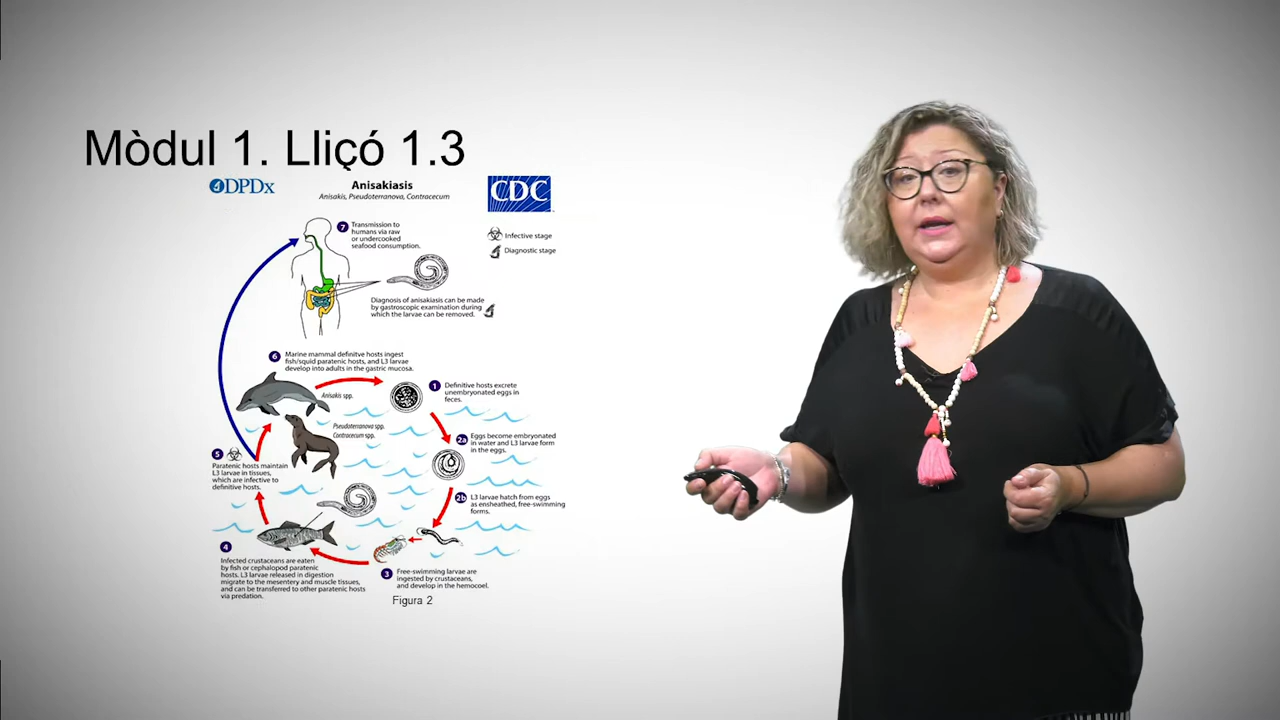 Mòdul 1. Lliçó 1.3
DPDx
Anisakiasis
Anisakis, Pseudoterranova, Contracecum
CDC
7
Transmission to
humans via raw
or undercooked
seafood consumption.
Infective stage
Diagnostic stage
Diagnosis of anisakiasis can be made
by gastroscopic examination during
which the larvae can be removed.
6
Marine mammal definitve hosts ingest
fish/squid paratenic hosts, and L3 larvae
develop into adults in the gastric mucosa.
Anisakis spp.
1
Definitive hosts excrete
unembryonated eggs in
feces.
Pseudoterranova spp.
Contracecum spp.
2a
Eggs become embryonated
in water and L3 larvae form
in the eggs.
5
Paratenic hosts maintain
L3 larvae in tissues,
which are infective to
definitive hosts.
2b
L3 larvae hatch from eggs
as ensheathed, free-swimming
forms.
4
Infected crustaceans are eaten
by fish or cephalopod paratenic
hosts. L3 larvae released in digestion
migrate to the mesentery and muscle tissues,
and can be transferred to other paratenic hosts
via predation.
3
Free-swimming larvae are
ingested by crustaceans,
and develop in the hemocoel.
Figura 2